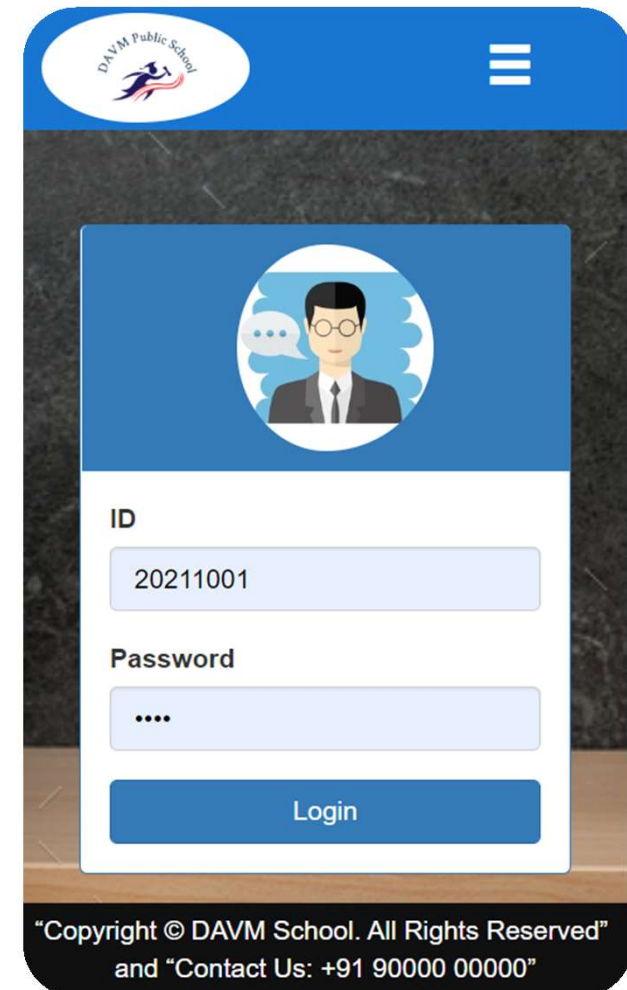 DAVM Public School
ID
20211001
Password
••••
Login
“Copyright © DAVM School. All Rights Reserved”
and “Contact Us: +91 90000 00000”